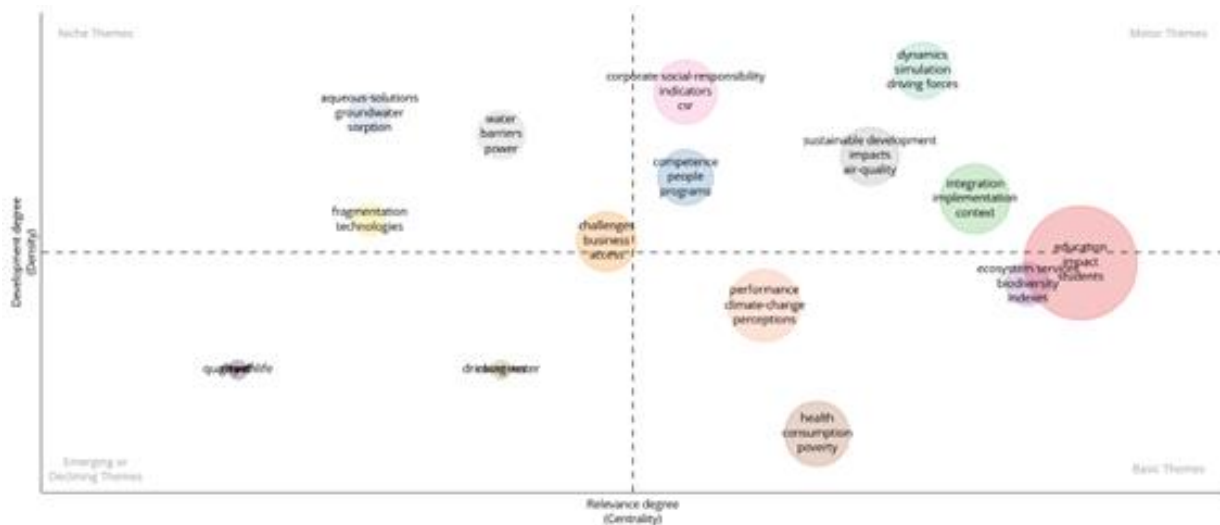 Niche Themes
Motor Themes
dynamics
simulation
driving forces
corporate social-responsibility
indicators
csr
aqueous-solutions
groundwater
sorption
water
barriers
power
sustainable development
impacts
air-quality
competence
people
programs
integration
implementation
context
fragmentation
technologies
challenges
business
access
education
impact
students
ecosystem services
biodiversity
indexes
performance
climate-change
perceptions
health
consumption
poverty
Emerging or
Declining Themes
Basic Themes
Development degree
(Density)
Relevance degree
(Centrality)